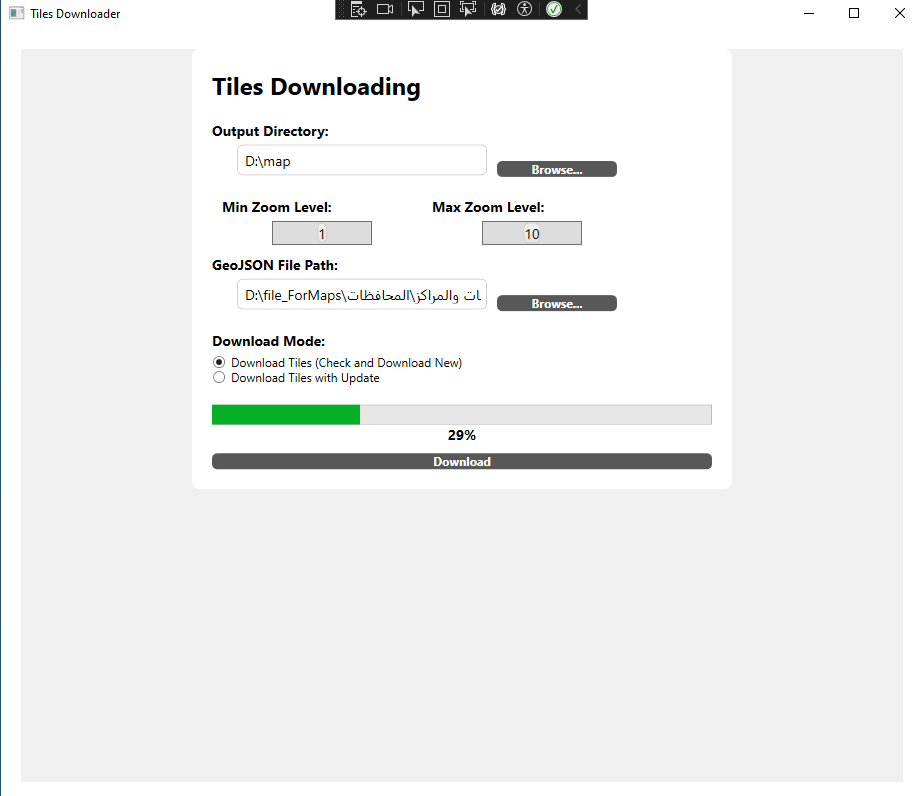 Tiles Downloader
Tiles Downloading
Output Directory:
D:\map
Browse...
Min Zoom Level:
Max Zoom Level:
1
10
GeoJSON File Path:
D:\file_ForMaps\المحافظات\ات والمراكز
Browse...
Download Mode:
Download Tiles (Check and Download New)
Download Tiles with Update
29%
Download